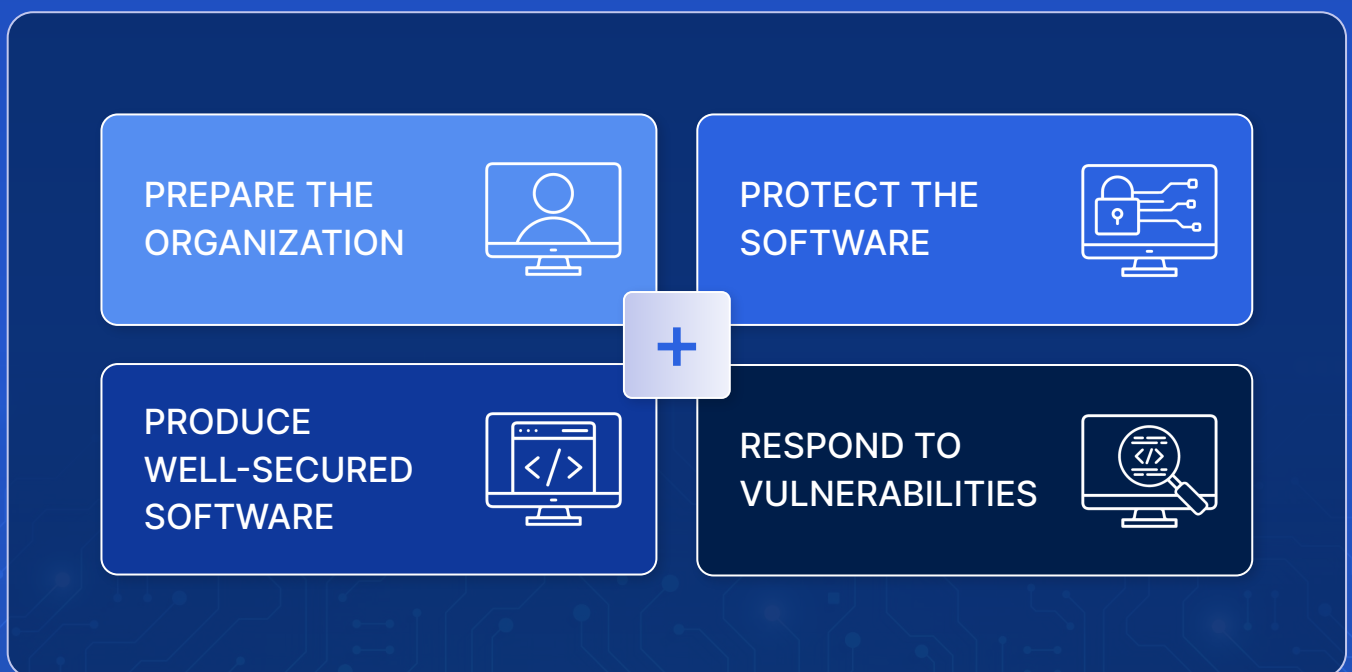 PREPARE THE
ORGANIZATION
PROTECT THE
SOFTWARE
+
PRODUCE
WELL-SECURED
SOFTWARE
</>
RESPOND TO
VULNERABILITIES
</>